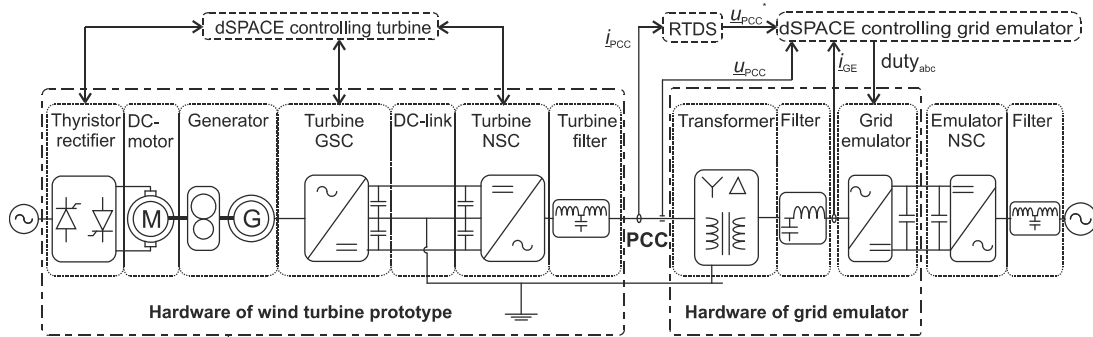 dSPACE controlling turbine
RTDS
u_PCC*
dSPACE controlling grid emulator
i_PCC
u_PCC
i_GE
duty_abc
Thyristor
rectifier
DC-
motor
Generator
Turbine
GSC
DC-link
Turbine
NSC
Turbine
filter
Transformer
Filter
Grid
emulator
Emulator
NSC
Filter
M
G
PCC
Hardware of wind turbine prototype
Hardware of grid emulator